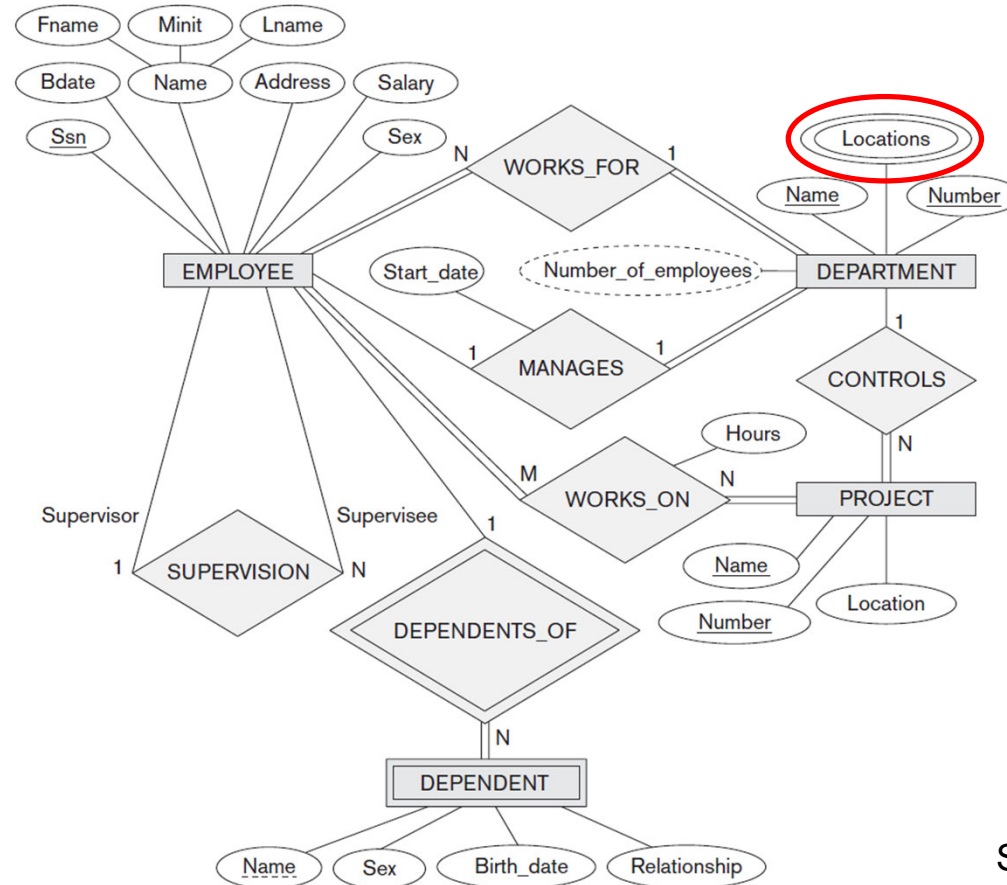 Fname Minit Lname
Bdate Name Address Salary
Ssn Sex
Locations
N WORKS_FOR 1
Name Number
EMPLOYEE Start_date Number_of_employees DEPARTMENT
1 MANAGES 1
1
CONTROLS
N
Hours
M WORKS_ON N
PROJECT
Supervisor Supervisee 1
1 SUPERVISION N
Name
Number Location
DEPENDENTS_OF
N
DEPENDENT
Name Sex Birth_date Relationship
S